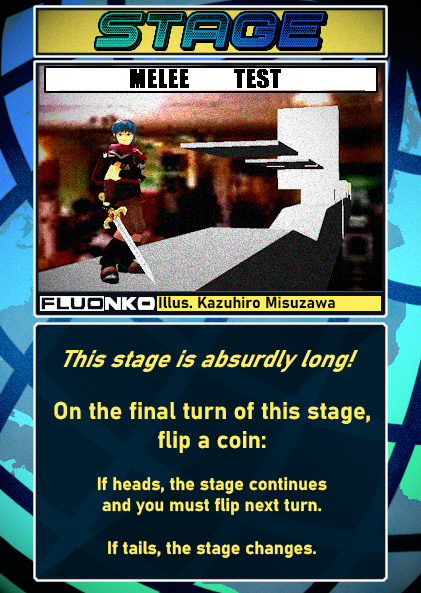 STAGE
MELEE TEST
FLUONKO Illus. Kazuhiro Misuzawa
This stage is absurdly long!
On the final turn of this stage,
flip a coin:
If heads, the stage continues
and you must flip next turn.
If tails, the stage changes.